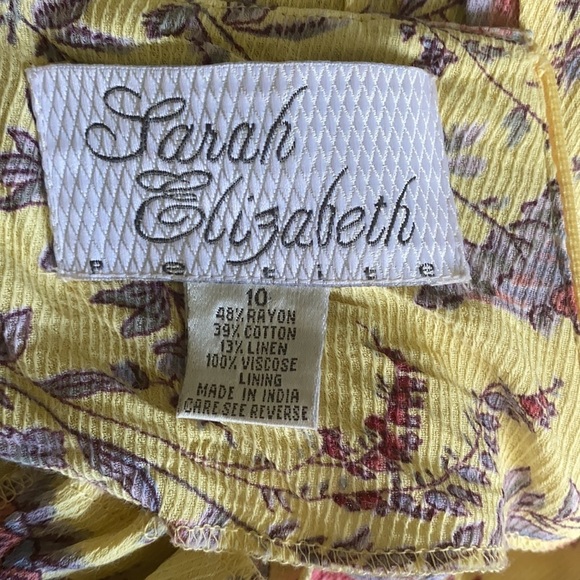 Sarah
Elizabeth
petite
10
48% RAYON
39% COTTON
13% LINEN
100% VISCOSE
LINING
MADE IN INDIA
CARE SEE REVERSE